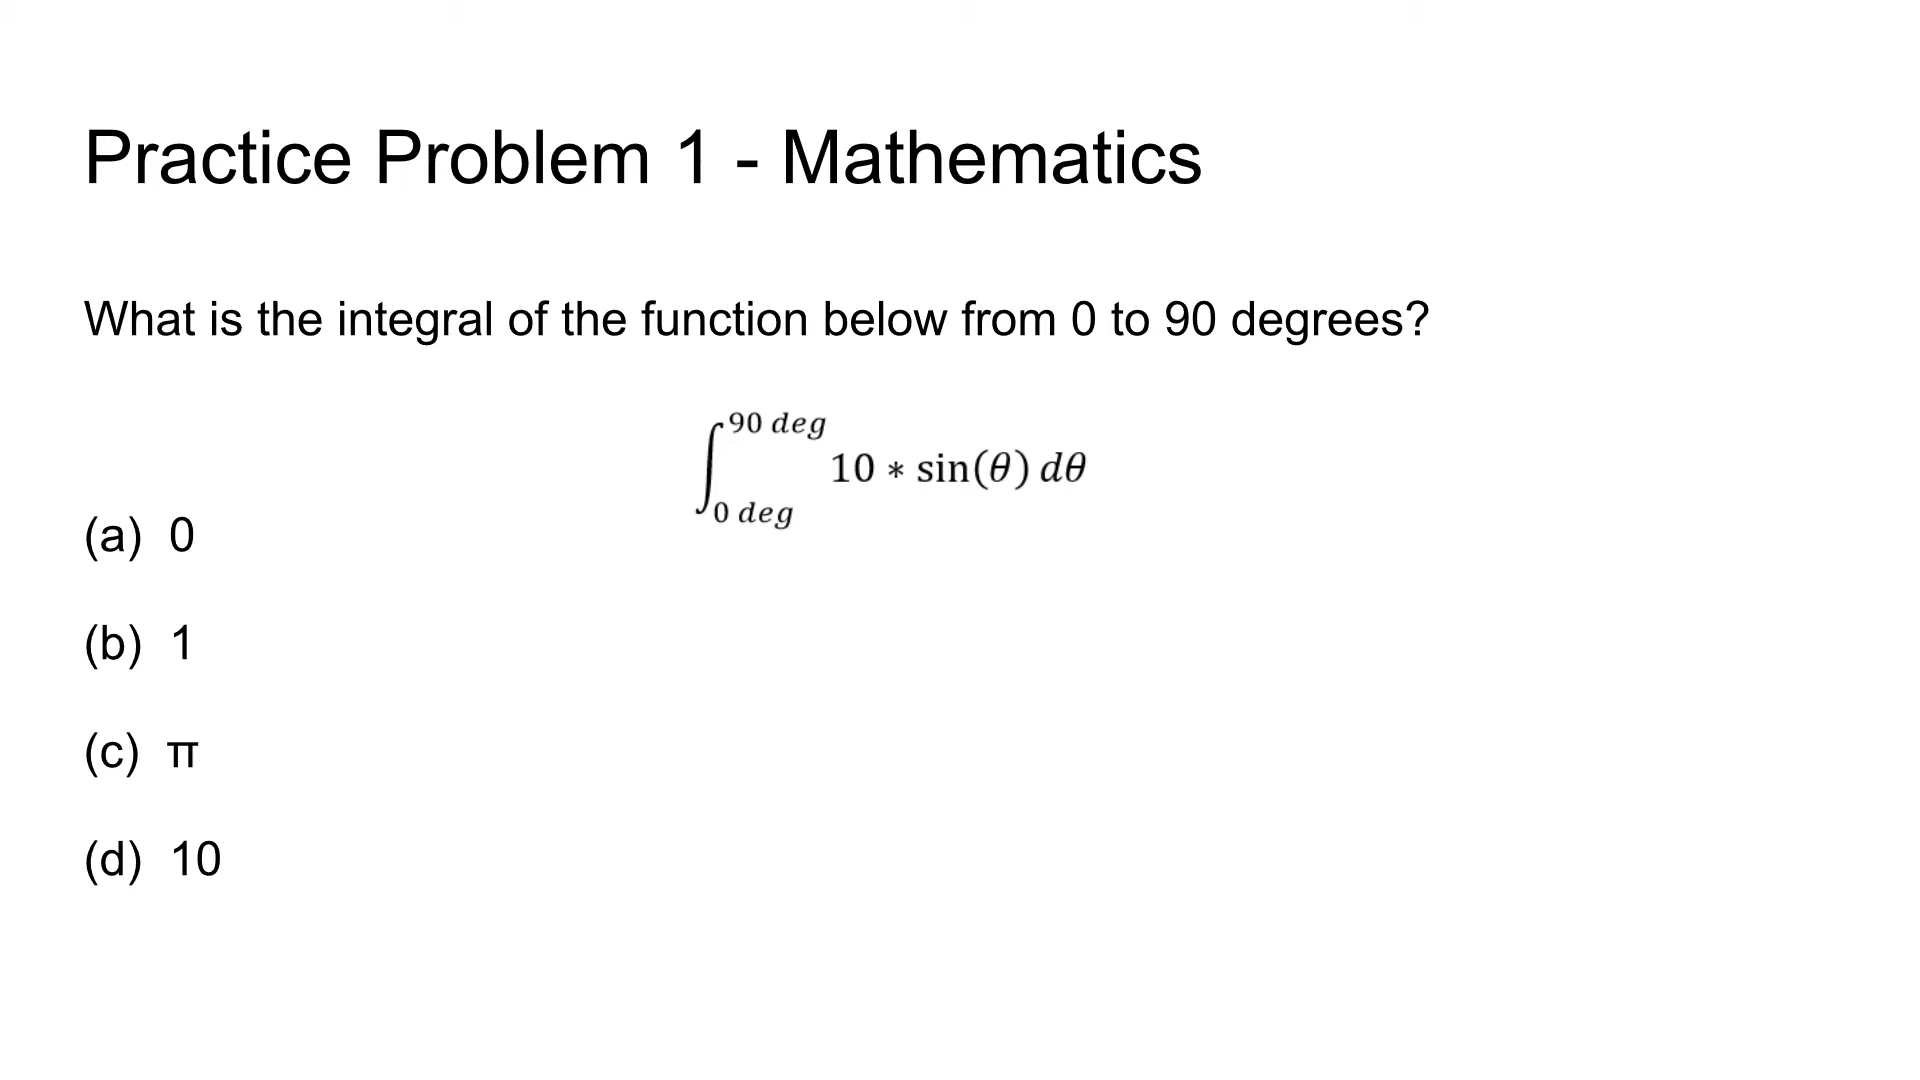 Practice Problem 1 - Mathematics
What is the integral of the function below from 0 to 90 degrees?
∫₀ deg^90 deg 10 * sin(θ) dθ
(a) 0
(b) 1
(c) π
(d) 10